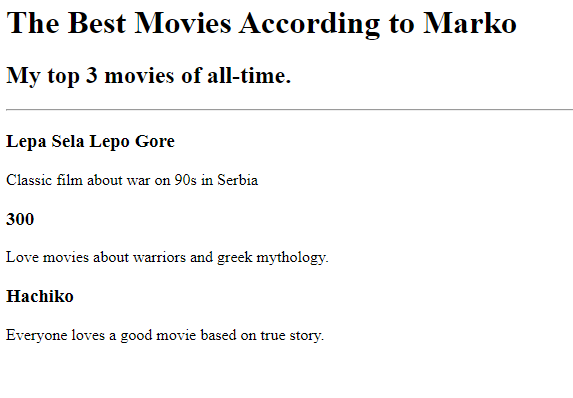 The Best Movies According to Marko
My top 3 movies of all-time.
Lepa Sela Lepo Gore
Classic film about war on 90s in Serbia
300
Love movies about warriors and greek mythology.
Hachiko
Everyone loves a good movie based on true story.